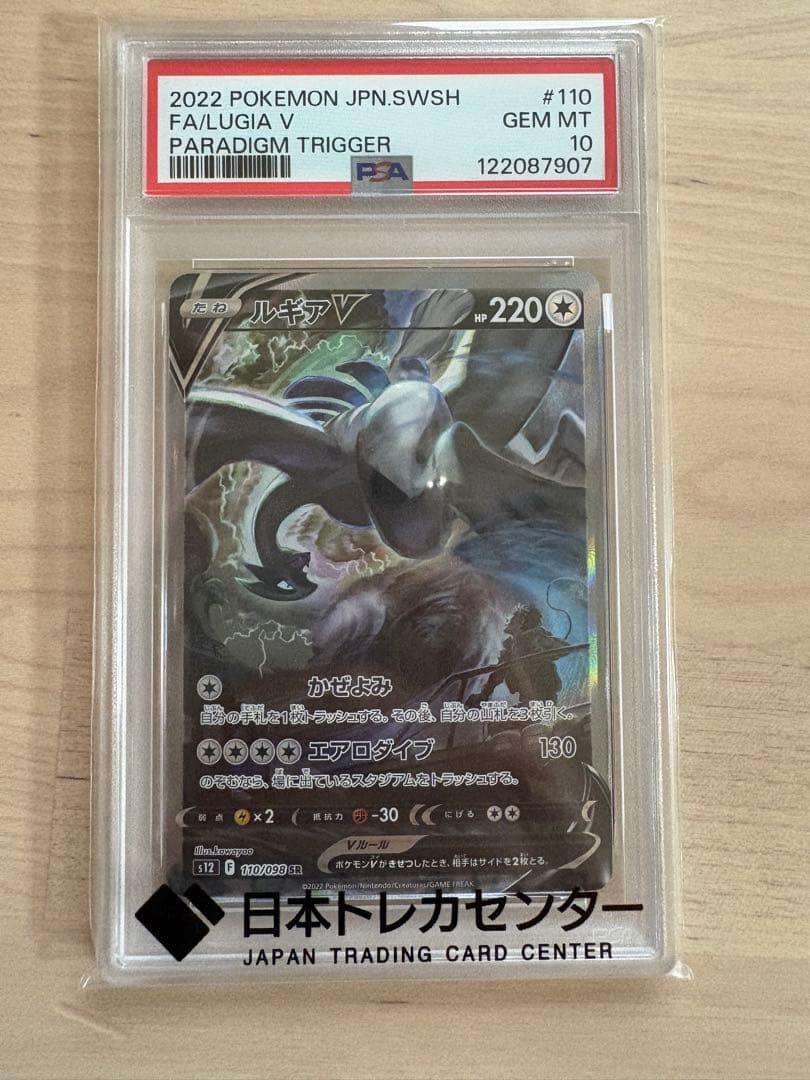 2022 POKEMON JPN.SWSH #110
FA/LUGIA V GEM MT
PARADIGM TRIGGER 10
PSA 122087907
たね ルギアV HP 220
かぜよみ
自分の手札を1枚トラッシュする。その後、自分の山札を3枚引く。
エアロダイブ 130
のぞむなら、場に出ているスタジアムをトラッシュする。
弱点 ×2 抵抗力 -30 にげる
Vルール
ポケモンVがきぜつしたとき、相手はサイドを2枚とる。
Illus.kawayoo
s12 F 110/098 SR
©2022 Pokémon/Nintendo/Creatures/GAME FREAK
日本トレカセンター
JAPAN TRADING CARD CENTER